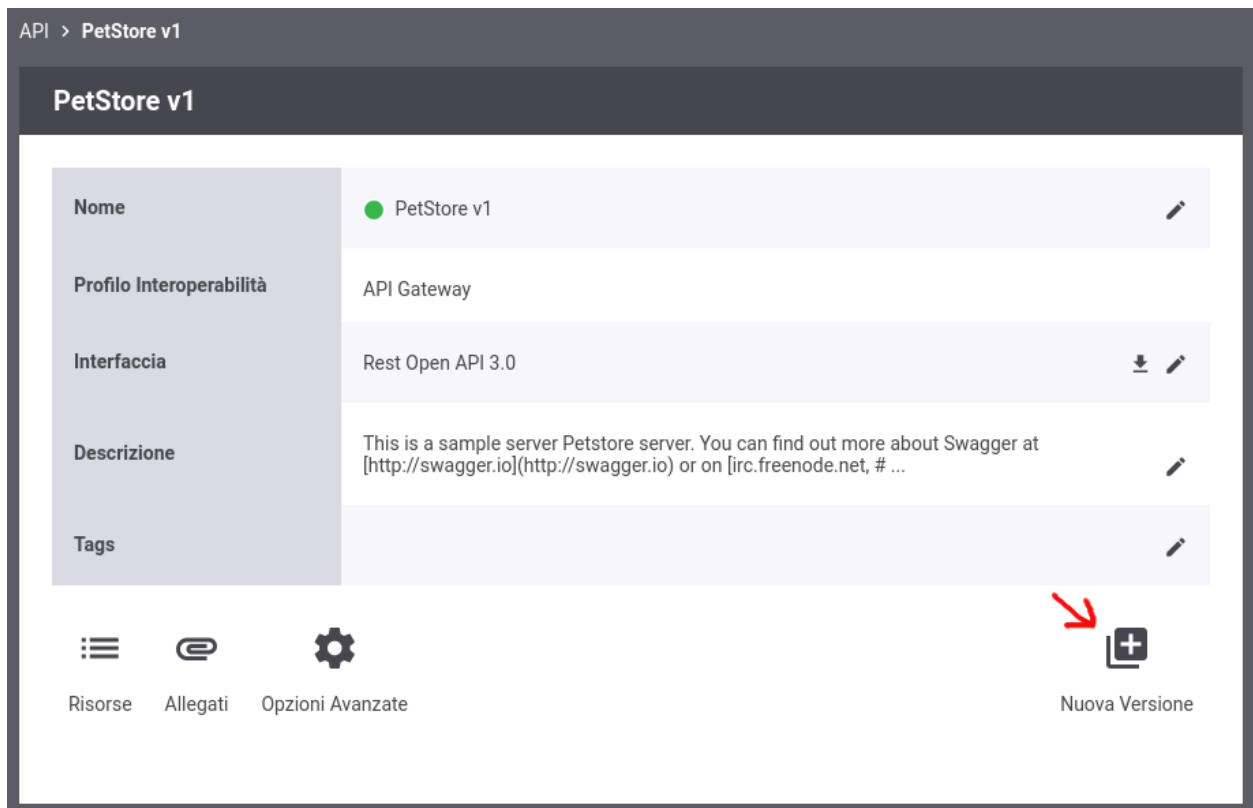 API > PetStore v1
PetStore v1
Nome
PetStore v1
Profilo Interoperabilità
API Gateway
Interfaccia
Rest Open API 3.0
Descrizione
This is a sample server Petstore server. You can find out more about Swagger at
[http://swagger.io](http://swagger.io) or on [irc.freenode.net, # ...
Tags
Risorse
Allegati
Opzioni Avanzate
Nuova Versione